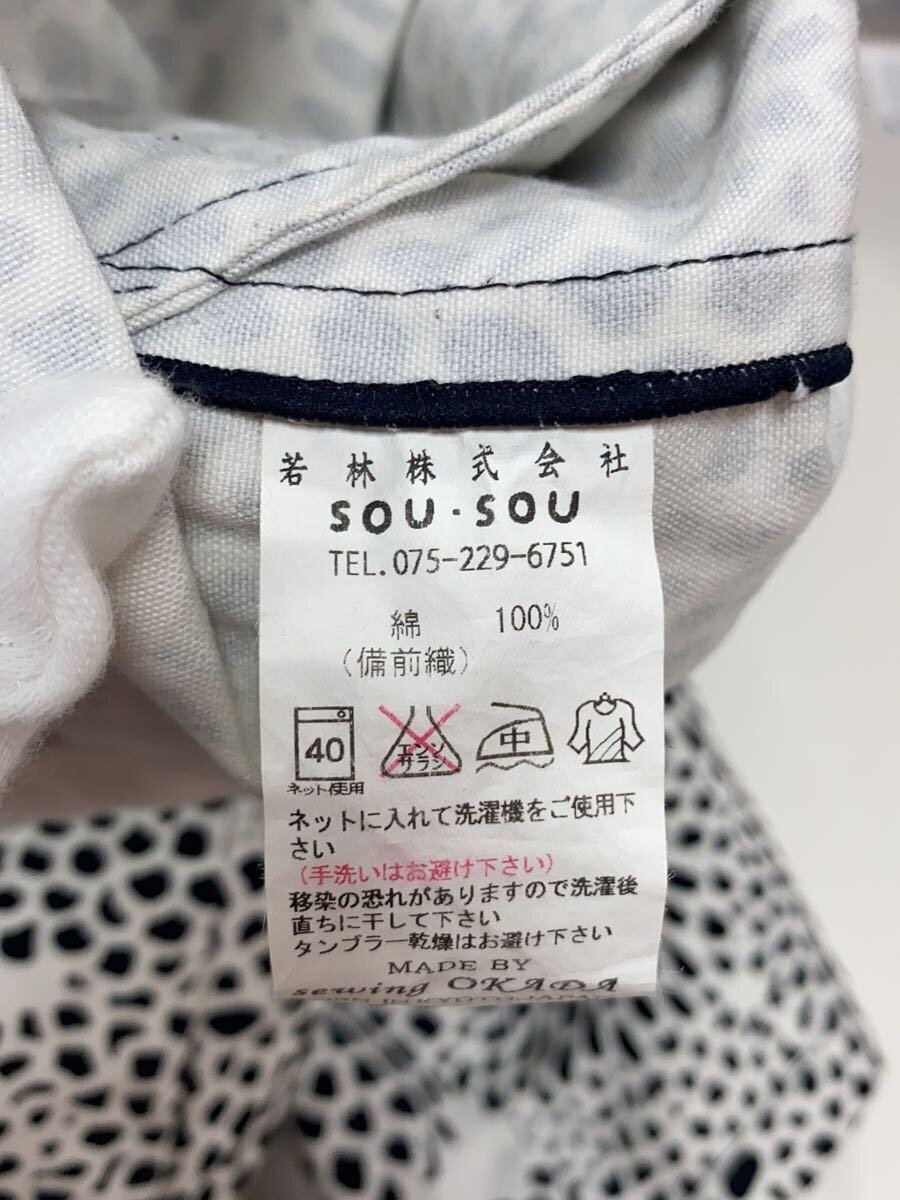 若林株式会社
SOU・SOU
TEL. 075-229-6751
綿 100%
（備前織）
40 エンソサラシ 中
ネット使用
ネットに入れて洗濯機をご使用下
さい
（手洗いはお避け下さい）
移染の恐れがありますので洗濯後
直ちに干して下さい
タンブラー乾燥はお避け下さい
MADE BY
sewing OKADA
IN KYOTO, JAPAN